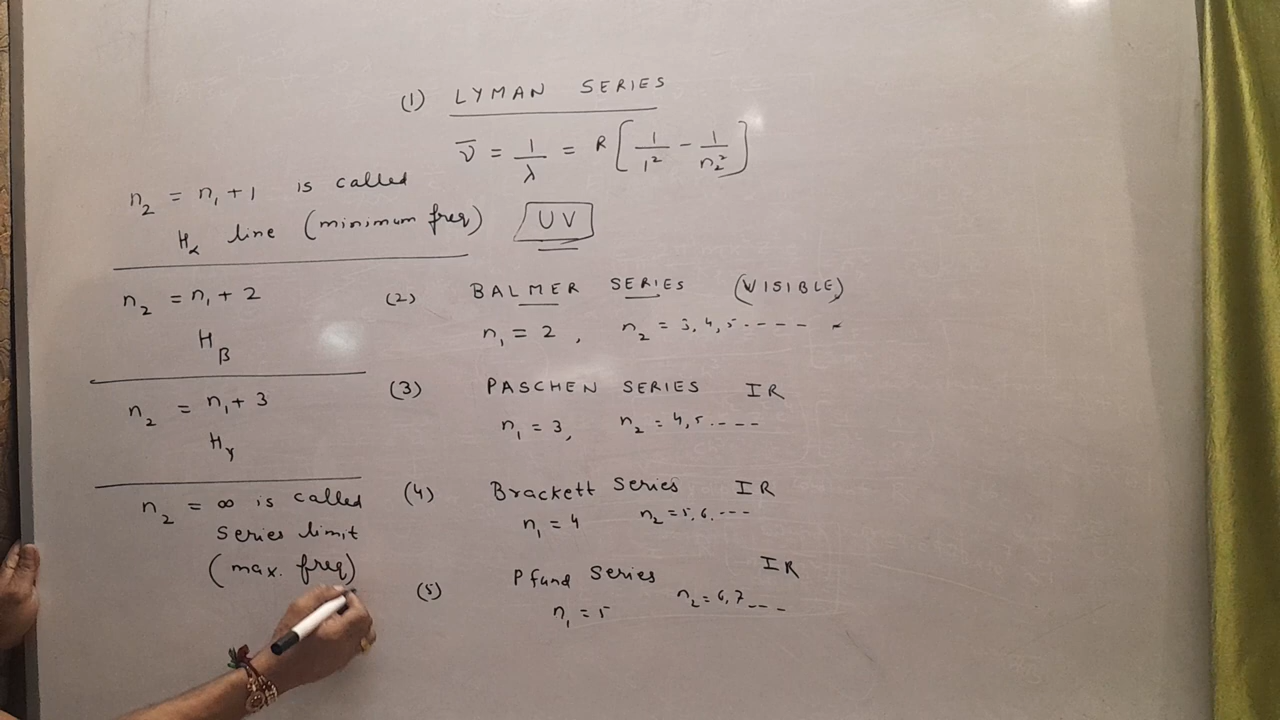 (1) LYMAN SERIES
ν̄ = 1/λ = R [ 1/1² - 1/n₂² ]
UV
n₂ = n₁ + 1 is called
Hα line (minimum freq)
n₂ = n₁ + 2
Hβ
n₂ = n₁ + 3
Hγ
n₂ = ∞ is called
Series limit
(max. freq)
(2) BALMER SERIES (VISIBLE)
n₁ = 2, n₂ = 3, 4, 5 - - - -
(3) PASCHEN SERIES IR
n₁ = 3, n₂ = 4, 5 - - - -
(4) Brackett Series IR
n₁ = 4 n₂ = 5, 6, - - -
(5) Pfund Series IR
n₁ = 5 n₂ = 6, 7 - - -